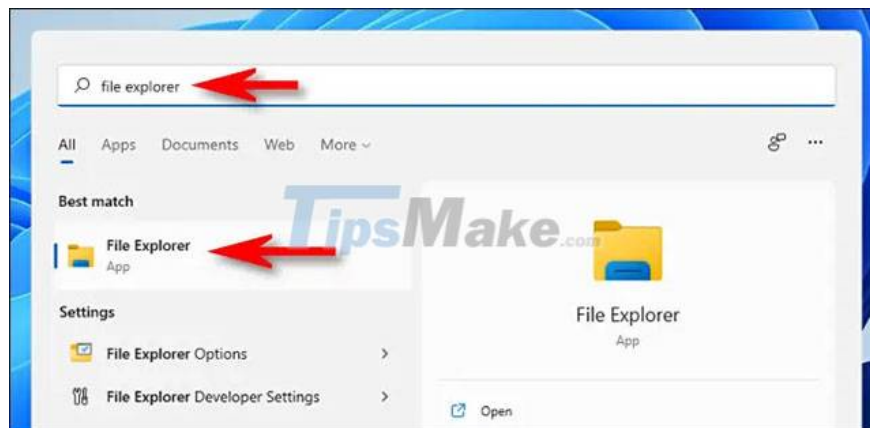 file explorer
All Apps Documents Web More
Best match
File Explorer
App
Settings
File Explorer Options
File Explorer Developer Settings
TipsMake.com
File Explorer
App
Open